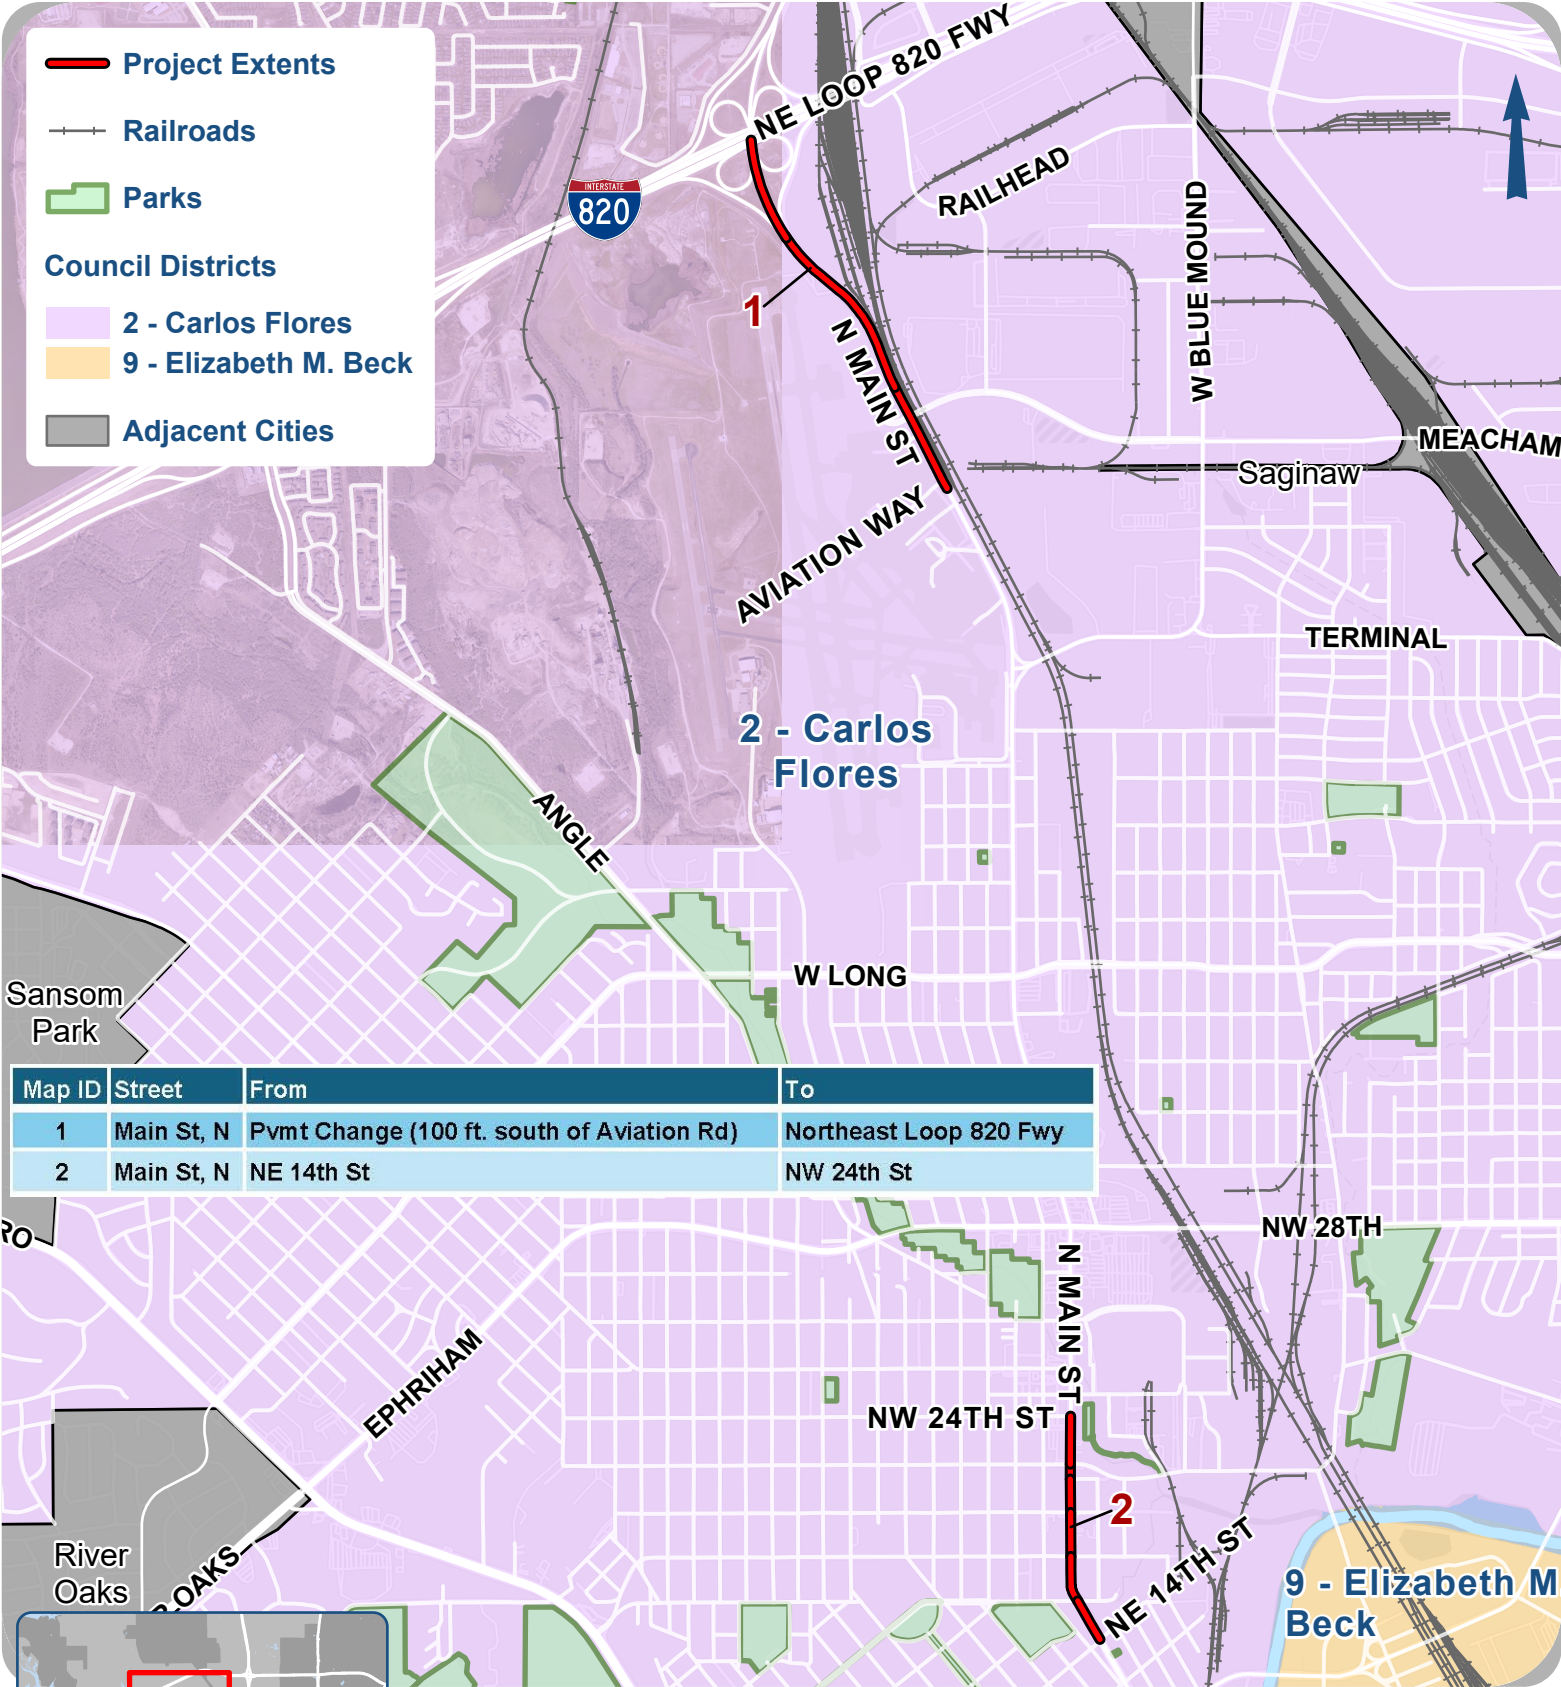 Project Extents
Railroads
Parks
Council Districts
2 - Carlos Flores
9 - Elizabeth M. Beck
Adjacent Cities
NE LOOP 820 FWY
INTERSTATE
820
RAILHEAD
W BLUE MOUND
1
N MAIN ST
MEACHAM
Saginaw
AVIATION WAY
TERMINAL
2 - Carlos
Flores
ANGLE
W LONG
Sansom
Park
Map ID Street From To
1 Main St, N Pvmt Change (100 ft. south of Aviation Rd) Northeast Loop 820 Fwy
2 Main St, N NE 14th St NW 24th St
RO
NW 28TH
N MAIN ST
EPHRIHAM
NW 24TH ST
2
NE 14TH ST
River
Oaks
R OAKS
9 - Elizabeth M
Beck